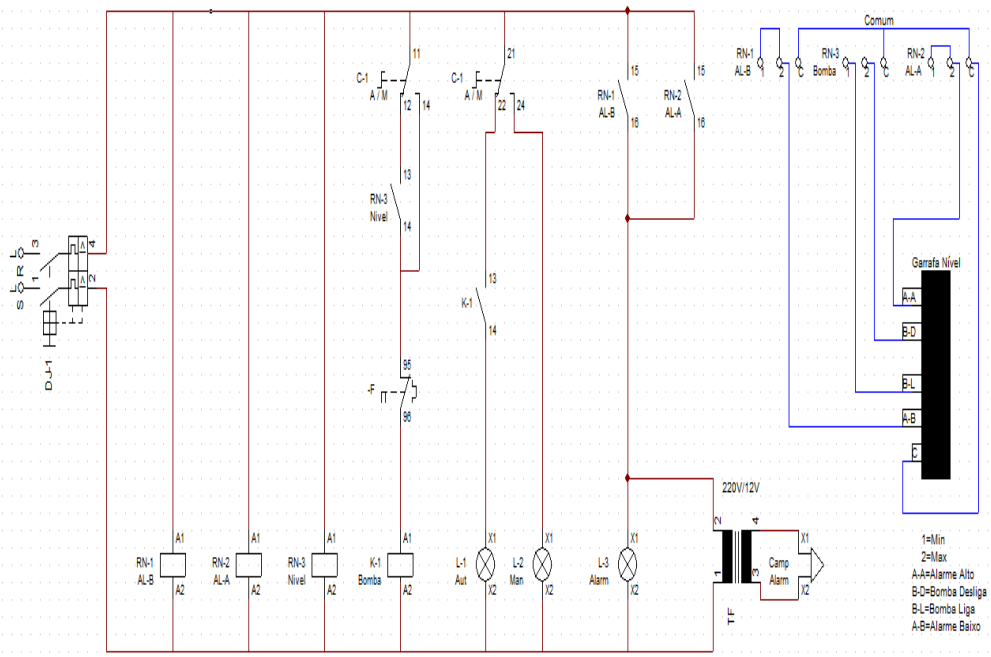 Comum
RN-1
AL-B
1
2
C
RN-3
Bomba
1
2
C
RN-2
AL-A
1
2
C
C-1
A / M
11
12
14
C-1
A / M
21
22
24
RN-1
AL-B
15
16
RN-2
AL-A
15
16
RN-3
Nivel
13
14
L
R
3
4
L
S
1
2
DJ-1
K-1
13
14
-F
95
96
Garrafa Nível
A-A
B-D
B-L
A-B
C
220V/12V
RN-1
AL-B
A1
A2
RN-2
AL-A
A1
A2
RN-3
Nivel
A1
A2
K-1
Bomba
A1
A2
L-1
Aut
X1
X2
L-2
Man
X1
X2
L-3
Alarm
X1
X2
2
4
1
3
TF
Camp
Alarm
X1
X2
1=Min
2=Max
A-A=Alarme Alto
B-D=Bomba Desliga
B-L=Bomba Liga
A-B=Alarme Baixo